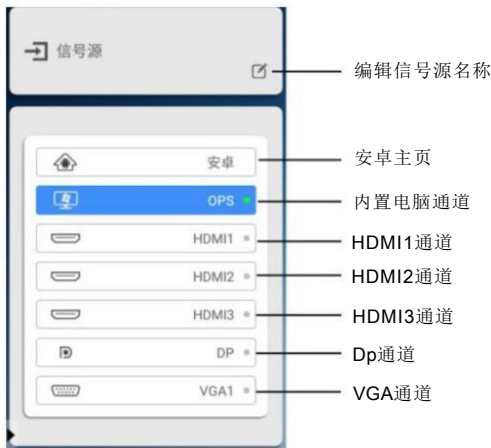 信号源
编辑信号源名称
安卓 安卓主页
OPS 内置电脑通道
HDMI1 HDMI1通道
HDMI2 HDMI2通道
HDMI3 HDMI3通道
DP Dp通道
VGA1 VGA通道